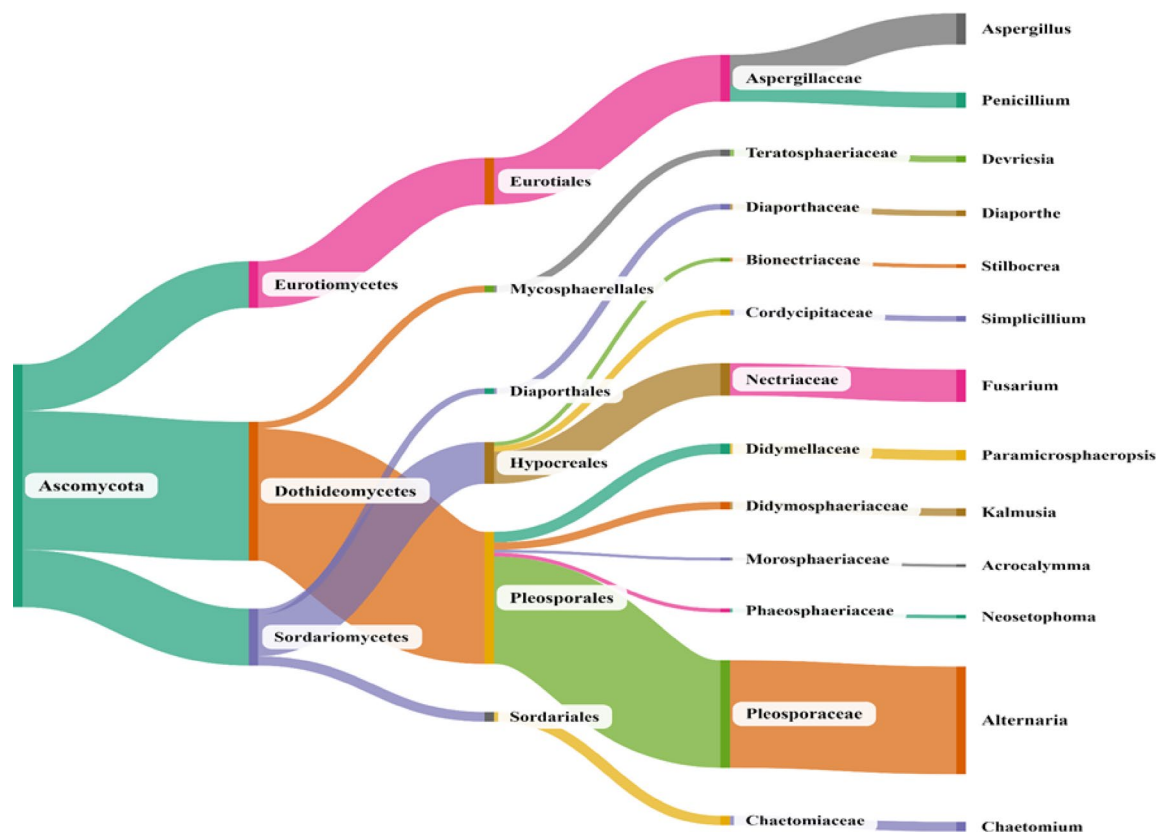 Aspergillus
Aspergillaceae
Penicillium
Teratosphaeriaceae
Devriesia
Eurotiales
Diaporthaceae
Diaporthe
Bionectriaceae
Stilbocrea
Eurotiomycetes
Mycosphaerellales
Cordycipitaceae
Simplicillium
Nectriaceae
Fusarium
Diaporthales
Didymellaceae
Paramicrosphaeropsis
Hypocreales
Ascomycota
Dothideomycetes
Didymosphaeriaceae
Kalmusia
Morosphaeriaceae
Acrocalymma
Pleosporales
Phaeosphaeriaceae
Neosetophoma
Sordariomycetes
Sordariales
Pleosporaceae
Alternaria
Chaetomiaceae
Chaetomium